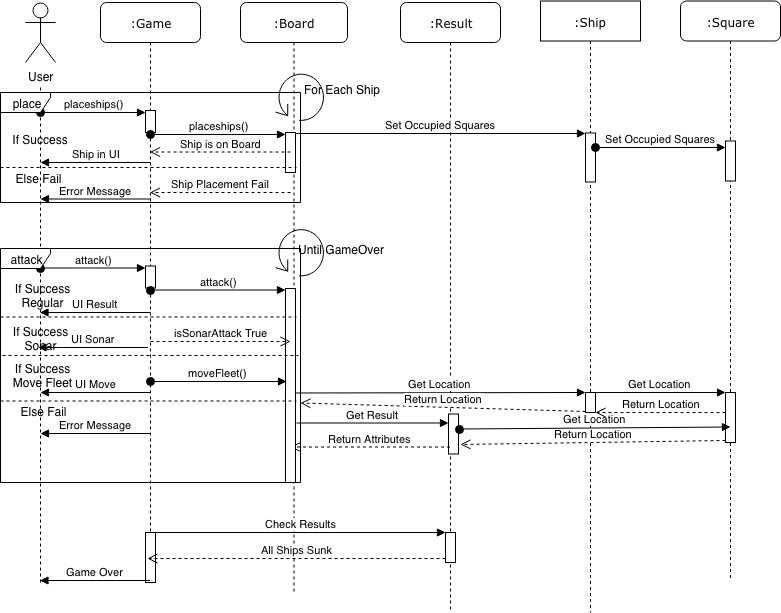 :Game
:Board
:Result
:Ship
:Square
User
For Each Ship
place
placeships()
placeships()
Set Occupied Squares
If Success
Set Occupied Squares
Ship is on Board
Ship in UI
Else Fail
Ship Placement Fail
Error Message
Until GameOver
attack
attack()
attack()
If Success
Regular
UI Result
If Success
Sonar
UI Sonar
isSonarAttack True
If Success
Move Fleet
moveFleet()
UI Move
Get Location
Get Location
Return Location
Return Location
Else Fail
Get Result
Get Location
Error Message
Return Attributes
Return Location
Check Results
All Ships Sunk
Game Over